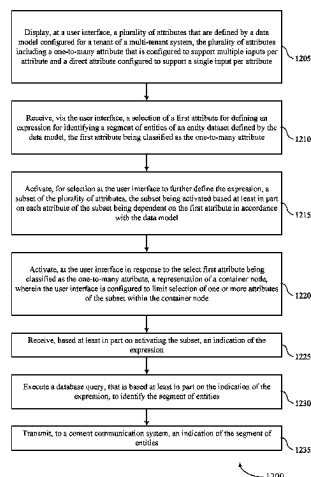 Display, at a user interface, a plurality of attributes that are defined by a data
model configured for a tenant of a multi-tenant system, the plurality of attributes
including a one-to-many attribute that is configured to support multiple inputs per
attribute and a direct attribute configured to support a single input per attribute
1205
Receive, via the user interface, a selection of a first attribute for defining an
expression for identifying a segment of entities of an entity dataset defined by the
data model, the first attribute being classified as the one-to-many attribute
1210
Activate, for selection at the user interface to further define the expression, a
subset of the plurality of attributes, the subset being activated based at least in part
on each attribute of the subset being dependent on the first attribute in accordance
with the data model
1215
Activate, at the user interface in response to the select first attribute being
classified as the one-to-many attribute, a representation of a container node,
wherein the user interface is configured to limit selection of one or more attributes
of the subset within the container node
1220
Receive, based at least in part on activating the subset, an indication of the
expression
1225
Execute a database query, that is based at least in part on the indication of the
expression, to identify the segment of entities
1230
Transmit, to a content communication system, an indication of the segment of
entities
1235
1200